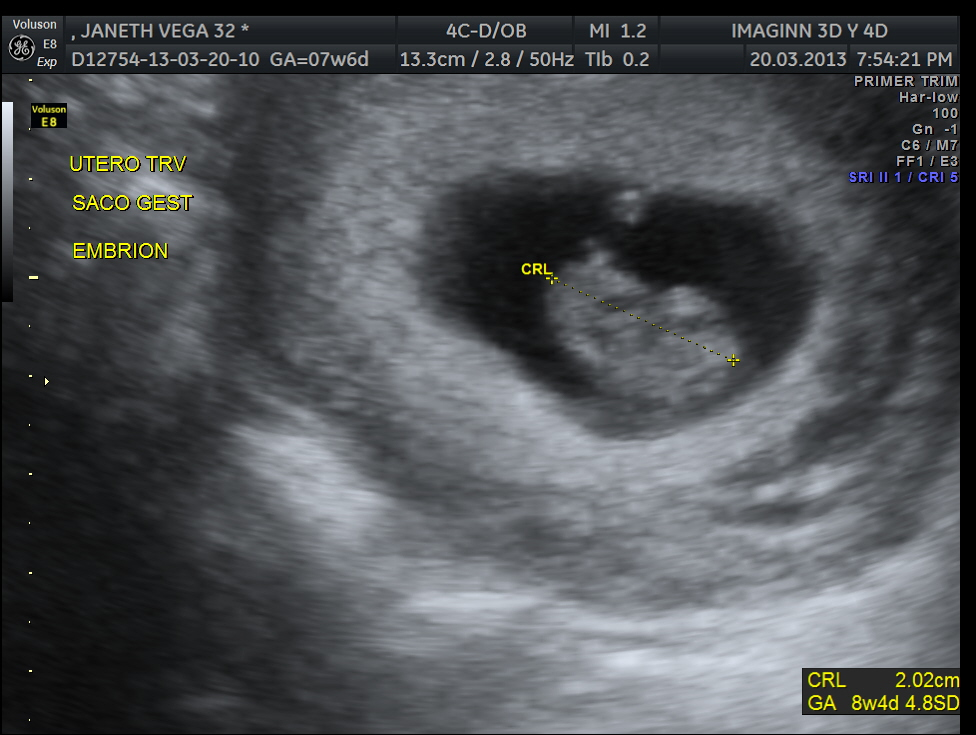 Voluson
E8
Exp
, JANETH VEGA 32 *
4C-D/OB
MI 1.2
IMAGINN 3D Y 4D
D12754-13-03-20-10 GA=07w6d
13.3cm / 2.8 / 50Hz
TIb 0.2
20.03.2013 7:54:21 PM
PRIMER TRIM
Har-low
100
Gn -1
C6 / M7
FF1 / E3
SRI II 1 / CRI 5
Voluson
E8
UTERO TRV
SACO GEST
EMBRION
CRL
CRL 2.02cm
GA 8w4d 4.8SD